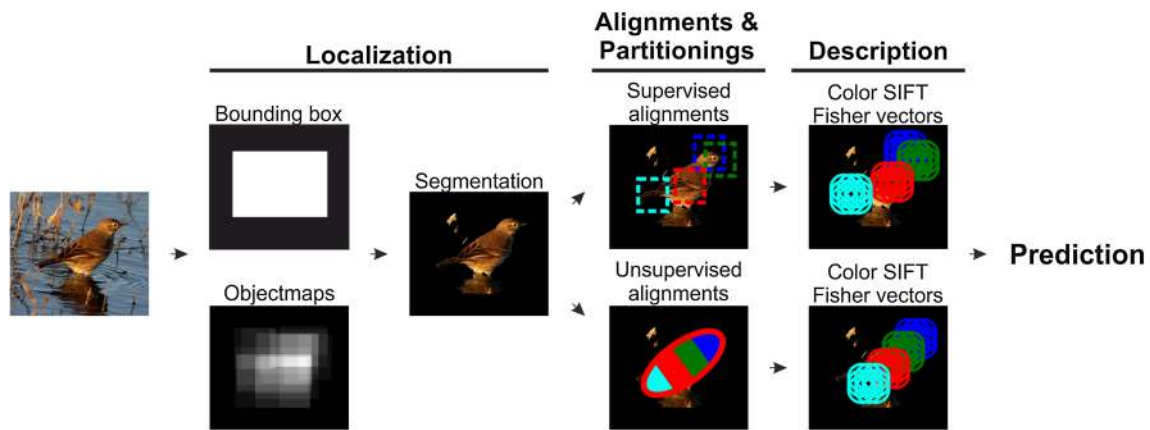 Localization
Alignments &
Partitionings
Description
Bounding box
Objectmaps
Segmentation
Supervised
alignments
Unsupervised
alignments
Color SIFT
Fisher vectors
Color SIFT
Fisher vectors
Prediction